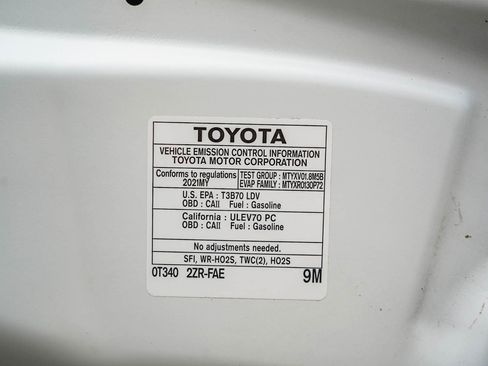 TOYOTA
VEHICLE EMISSION CONTROL INFORMATION
TOYOTA MOTOR CORPORATION
Conforms to regulations
2021MY
TEST GROUP : MTYXV01.8M5B
EVAP FAMILY : MTYXR0130P72
U.S. EPA : T3B70 LDV
OBD : CAII Fuel : Gasoline
California : ULEV70 PC
OBD : CAII Fuel : Gasoline
No adjustments needed.
SFI, WR-HO2S, TWC(2), HO2S
0T340 2ZR-FAE 9M